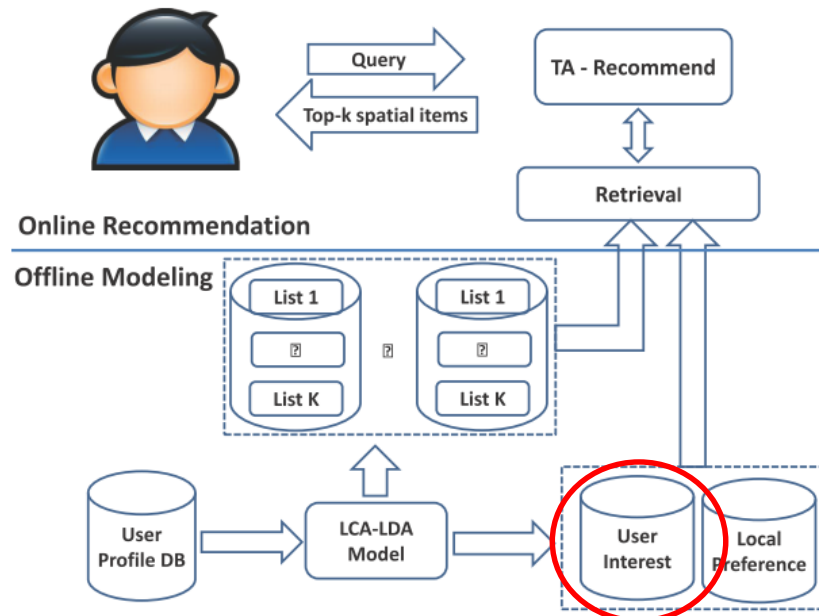 Query
TA - Recommend
Top-k spatial items
Retrieval
Online Recommendation
Offline Modeling
List 1
List 1
List K
List K
User
Profile DB
LCA-LDA
Model
User
Interest
Local
Preference